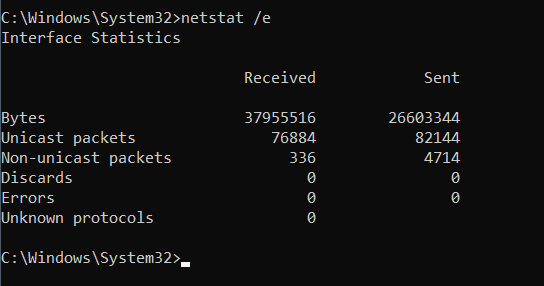 C:\Windows\System32>netstat /e
Interface Statistics
Received Sent
Bytes 37955516 26603344
Unicast packets 76884 82144
Non-unicast packets 336 4714
Discards 0 0
Errors 0 0
Unknown protocols 0
C:\Windows\System32>